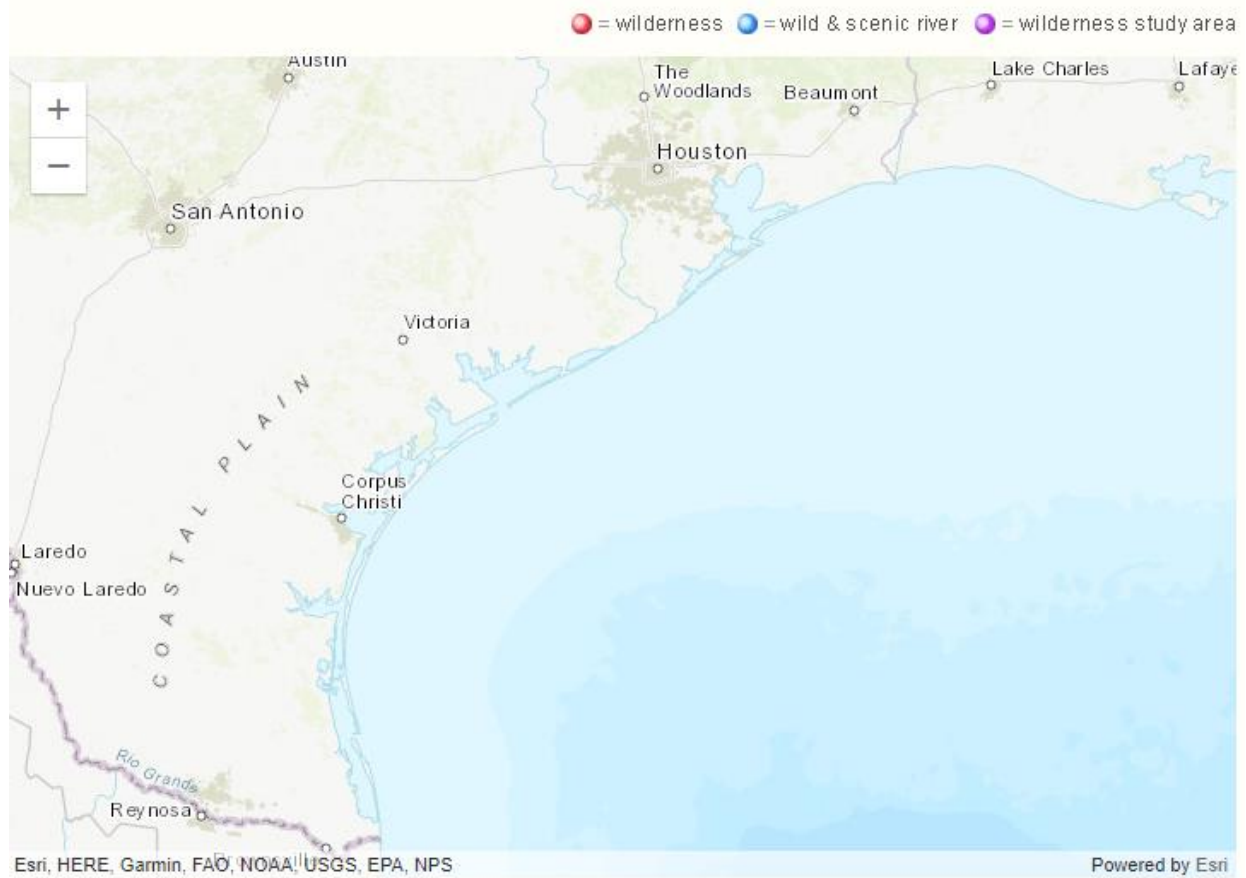 = wilderness = wild & scenic river = wilderness study area
Austin
The
Woodlands
Beaumont
Lake Charles
Lafaye
+
Houston
−
San Antonio
Victoria
COASTAL PLAIN
Corpus
Christi
Laredo
Nuevo Laredo
Rio Grande
Reynosa
Brownsville
Esri, HERE, Garmin, FAO, NOAA, USGS, EPA, NPS
Powered by Esri